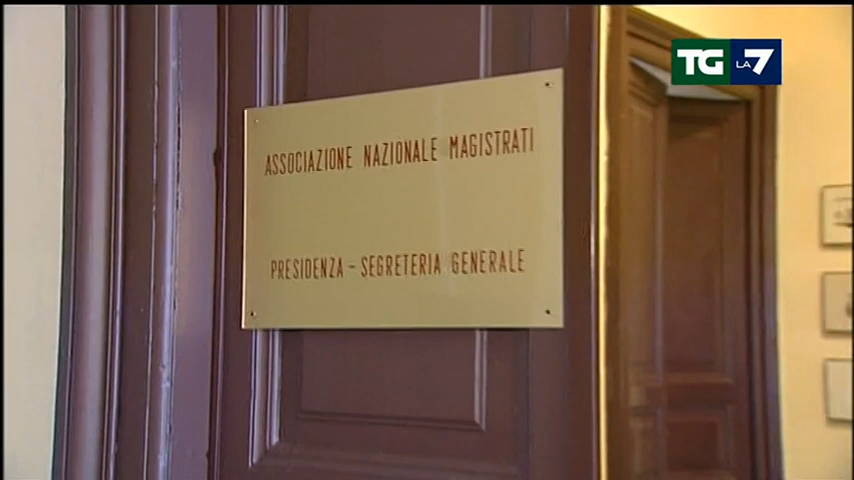 TG LA 7
ASSOCIAZIONE NAZIONALE MAGISTRATI
PRESIDENZA - SEGRETERIA GENERALE